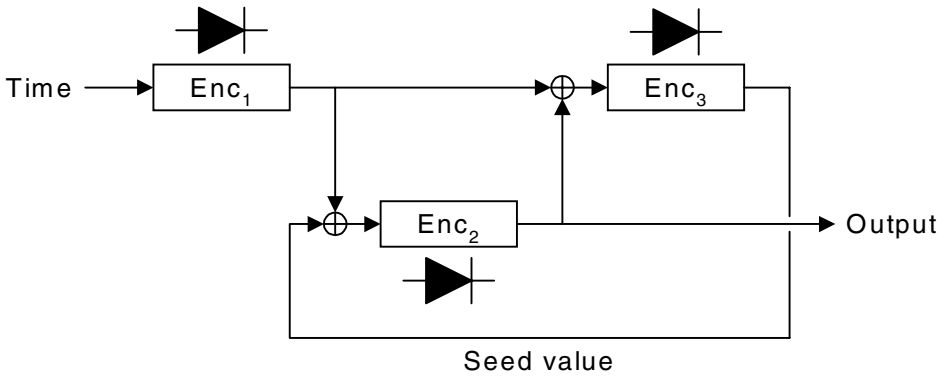 Time
Enc₁
Enc₃
Enc₂
Output
Seed value